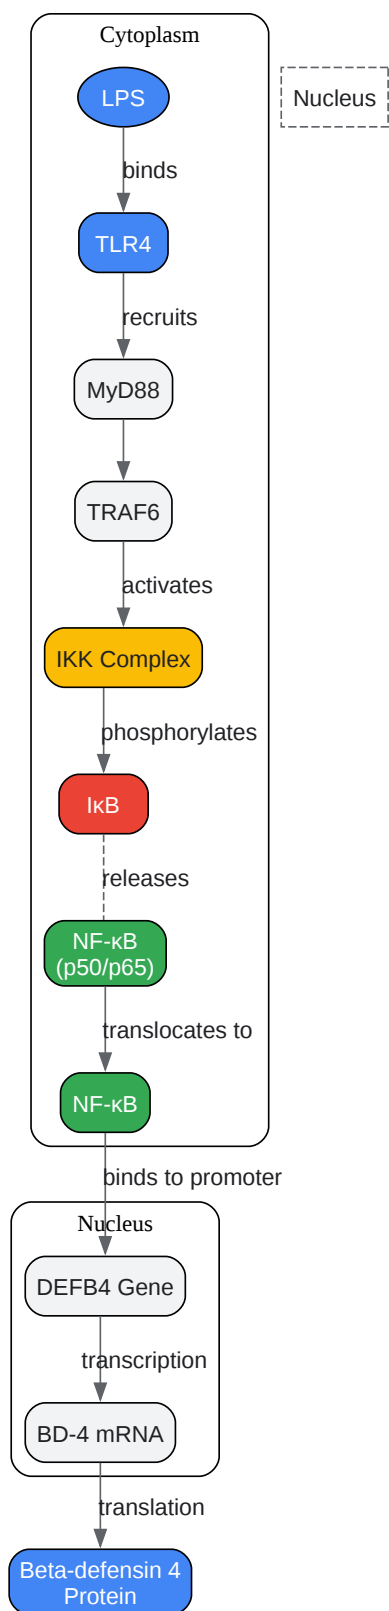 Cytoplasm
LPS
Nucleus
binds
TLR4
recruits
MyD88
TRAF6
activates
IKK Complex
phosphorylates
IκB
releases
NF-κB
(p50/p65)
translocates to
NF-κB
binds to promoter
Nucleus
DEFB4 Gene
transcription
BD-4 mRNA
translation
Beta-defensin 4
Protein